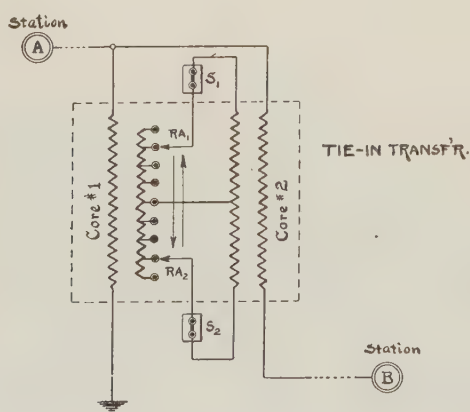 Station
A
S₁
RA₁
TIE-IN TRANSF'R.
Core #1
Core #2
RA₂
S₂
Station
B